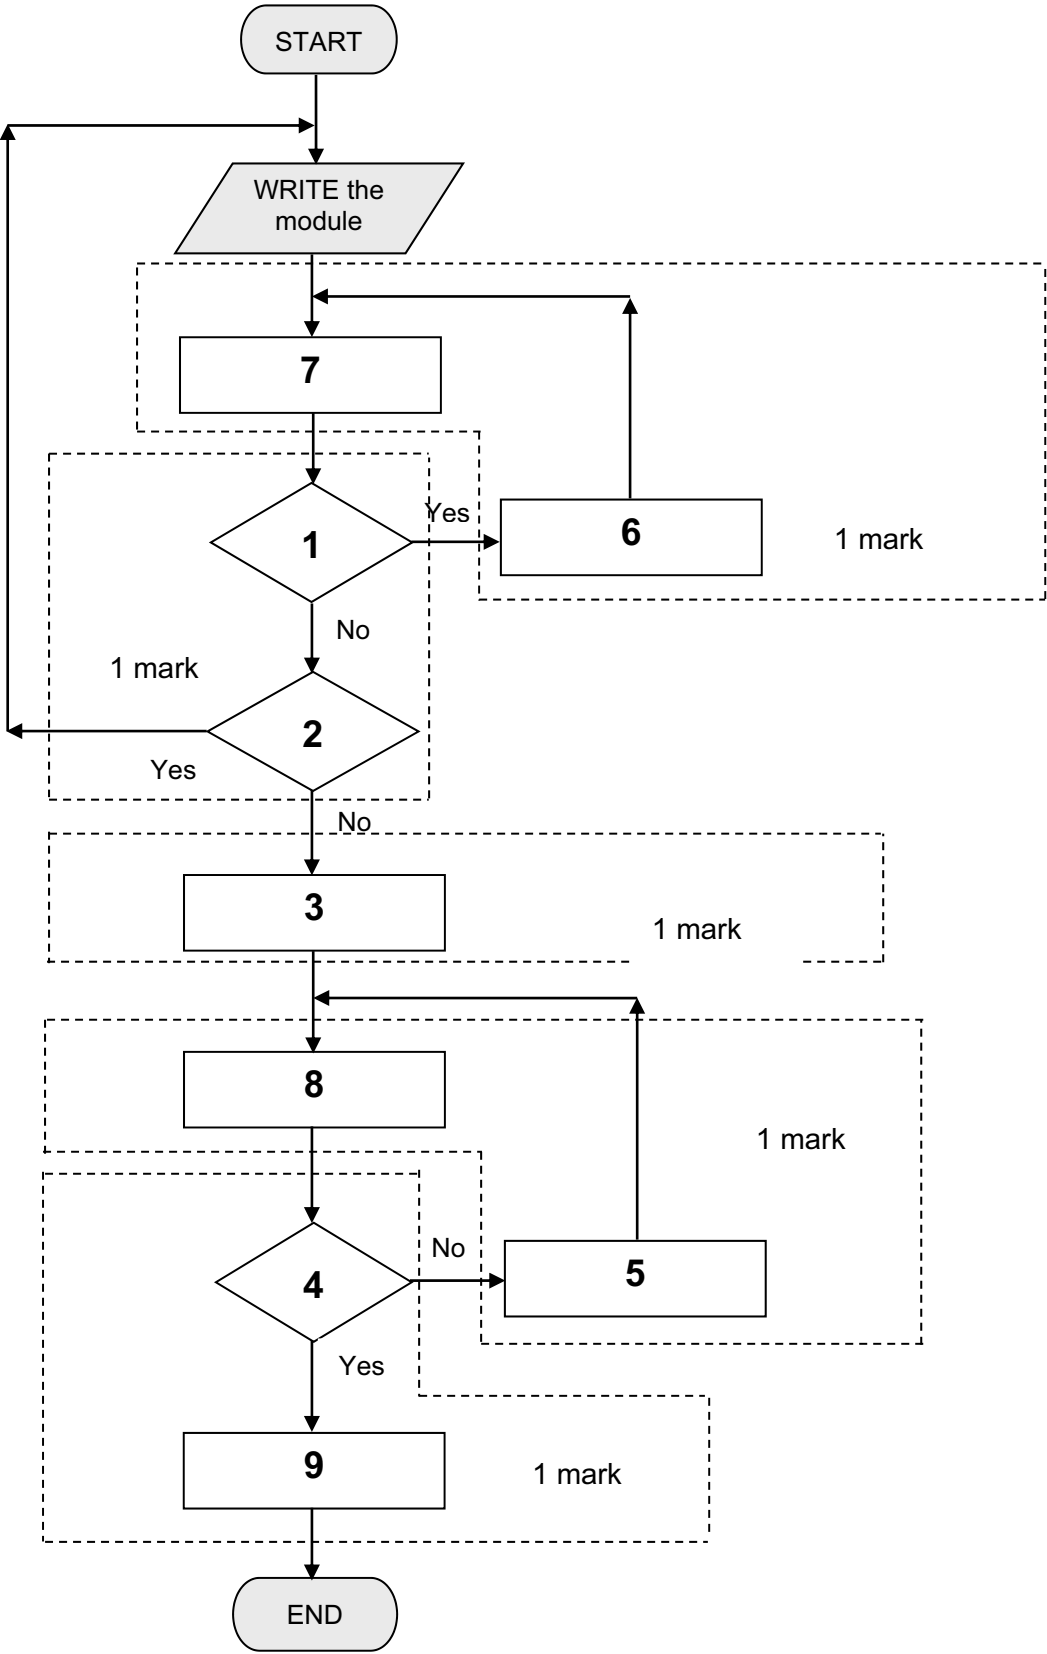 START
WRITE the
module
7
1
Yes
6
1 mark
No
1 mark
2
Yes
No
3
1 mark
8
1 mark
4
No
5
Yes
9
1 mark
END